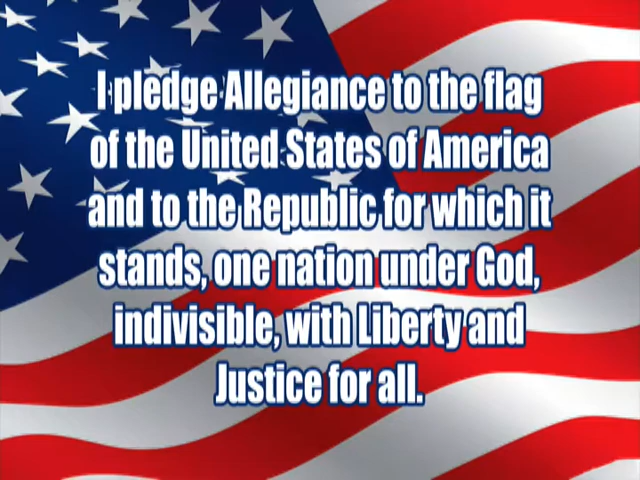 I pledge Allegiance to the flag
of the United States of America
and to the Republic for which it
stands, one nation under God,
indivisible, with Liberty and
Justice for all.